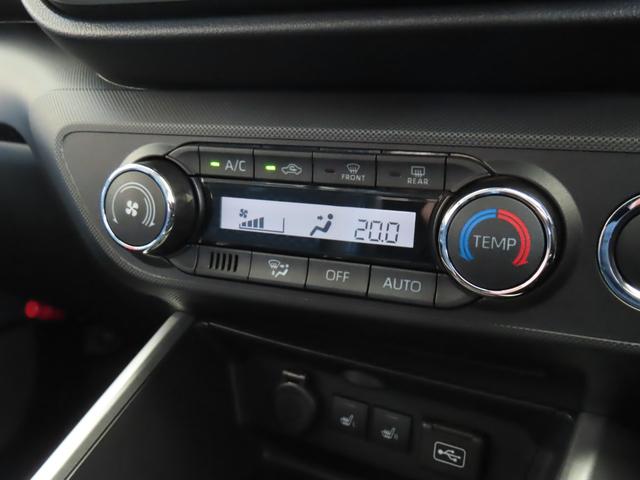 A/C
FRONT
REAR
20.0
TEMP
OFF
AUTO